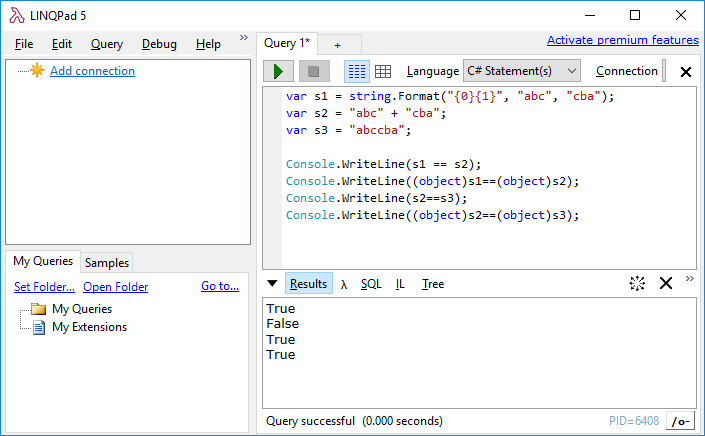 LINQPad 5
File Edit Query Debug Help »
Add connection
My Queries Samples
Set Folder... Open Folder Go to...
My Queries
My Extensions
Query 1* +
Activate premium features
Language C# Statement(s) Connection
var s1 = string.Format("{0}{1}", "abc", "cba");
var s2 = "abc" + "cba";
var s3 = "abccba";
Console.WriteLine(s1 == s2);
Console.WriteLine((object)s1==(object)s2);
Console.WriteLine(s2==s3);
Console.WriteLine((object)s2==(object)s3);
Results λ SQL IL Tree »
True
False
True
True
Query successful (0.000 seconds) PID=6408 /o-